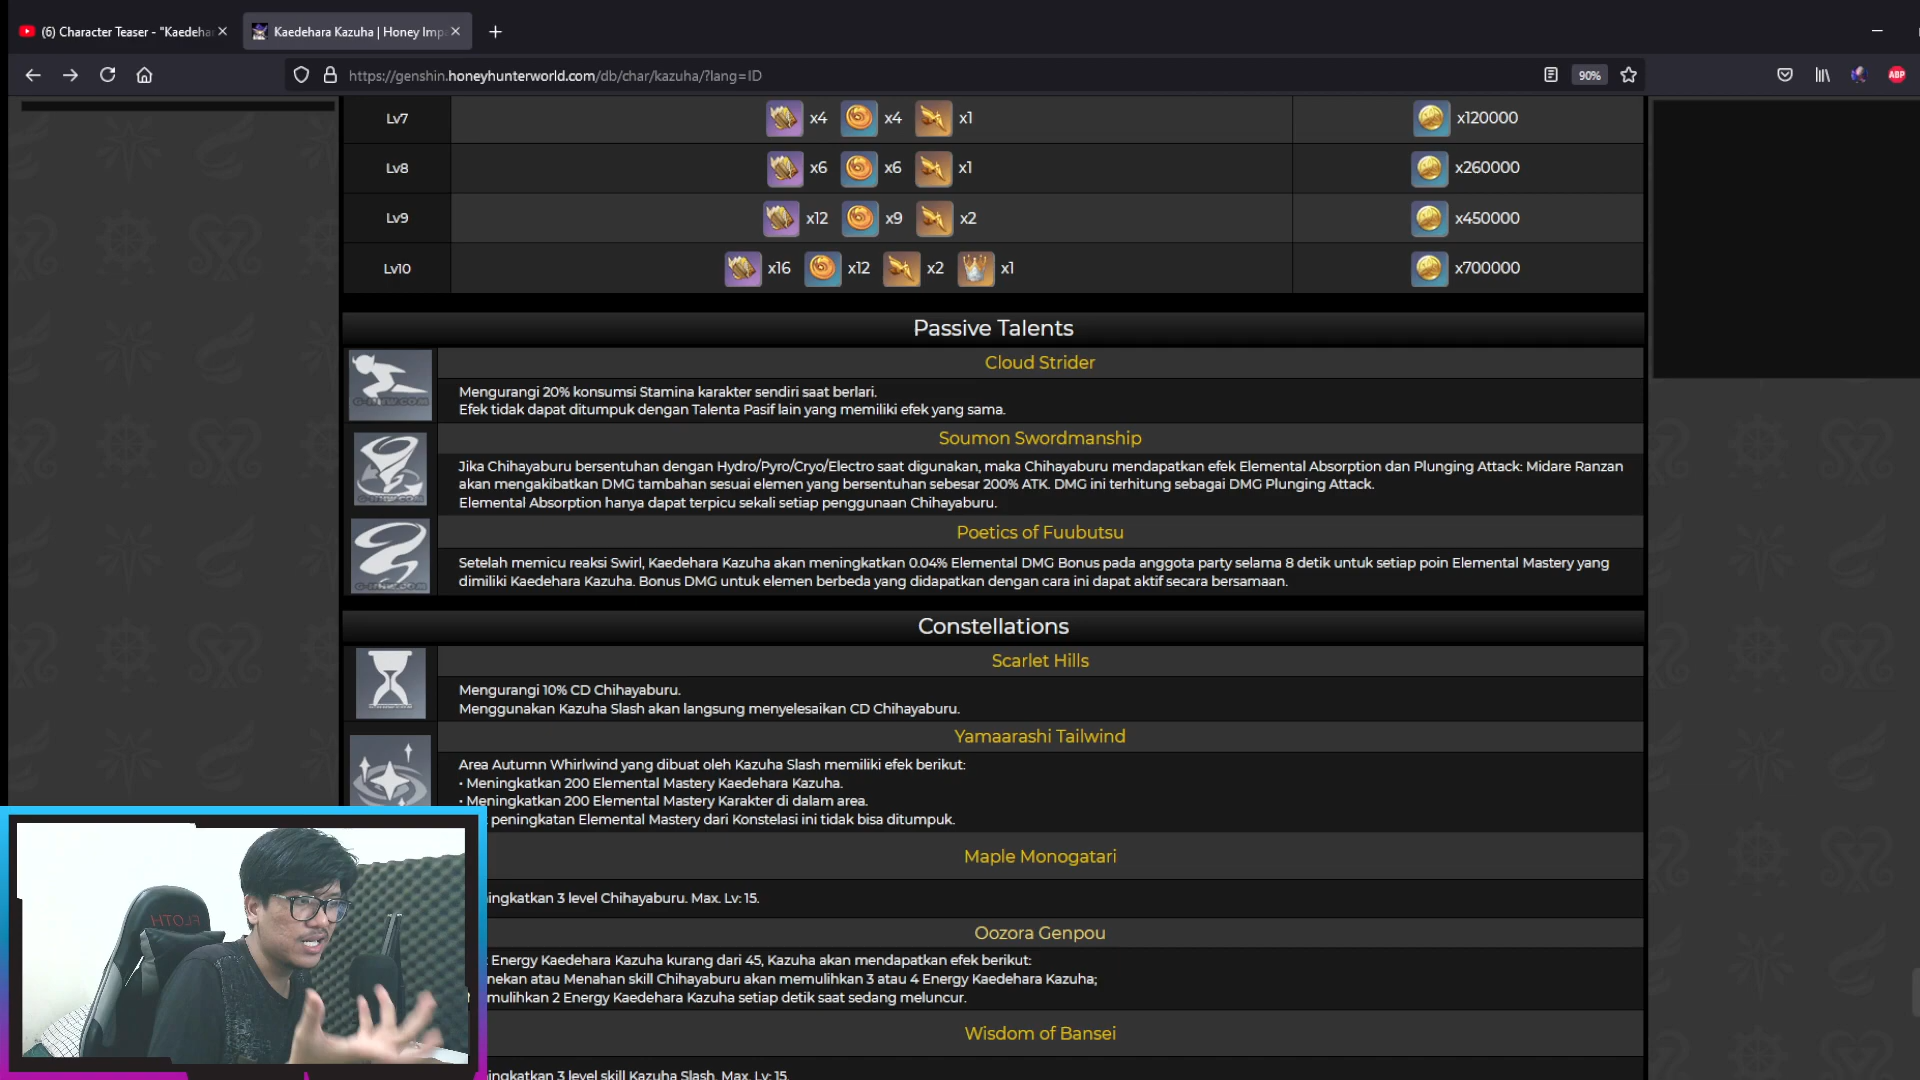 (6) Character Teaser - "Kaedeha
Kaedehara Kazuha | Honey Imp
https://genshin.honeyhunterworld.com/db/char/kazuha/?lang=ID
90%
ABP
Lv7
x4
x4
x1
x120000
Lv8
x6
x6
x1
x260000
Lv9
x12
x9
x2
x450000
Lv10
x16
x12
x2
x1
x700000
Passive Talents
Cloud Strider
Mengurangi 20% konsumsi Stamina karakter sendiri saat berlari.
Efek tidak dapat ditumpuk dengan Talenta Pasif lain yang memiliki efek yang sama.
Soumon Swordmanship
Jika Chihayaburu bersentuhan dengan Hydro/Pyro/Cryo/Electro saat digunakan, maka Chihayaburu mendapatkan efek Elemental Absorption dan Plunging Attack: Midare Ranzan
akan mengakibatkan DMG tambahan sesuai elemen yang bersentuhan sebesar 200% ATK. DMG ini terhitung sebagai DMG Plunging Attack.
Elemental Absorption hanya dapat terpicu sekali setiap penggunaan Chihayaburu.
Poetics of Fuubutsu
Setelah memicu reaksi Swirl, Kaedehara Kazuha akan meningkatkan 0.04% Elemental DMG Bonus pada anggota party selama 8 detik untuk setiap poin Elemental Mastery yang
dimiliki Kaedehara Kazuha. Bonus DMG untuk elemen berbeda yang didapatkan dengan cara ini dapat aktif secara bersamaan.
Constellations
Scarlet Hills
Mengurangi 10% CD Chihayaburu.
Menggunakan Kazuha Slash akan langsung menyelesaikan CD Chihayaburu.
Yamaarashi Tailwind
Area Autumn Whirlwind yang dibuat oleh Kazuha Slash memiliki efek berikut:
• Meningkatkan 200 Elemental Mastery Kaedehara Kazuha.
• Meningkatkan 200 Elemental Mastery Karakter di dalam area.
peningkatan Elemental Mastery dari Konstelasi ini tidak bisa ditumpuk.
Maple Monogatari
ingkatkan 3 level Chihayaburu. Max. Lv: 15.
Oozora Genpou
Energy Kaedehara Kazuha kurang dari 45, Kazuha akan mendapatkan efek berikut:
nekan atau Menahan skill Chihayaburu akan memulihkan 3 atau 4 Energy Kaedehara Kazuha;
mulihkan 2 Energy Kaedehara Kazuha setiap detik saat sedang meluncur.
Wisdom of Bansei
ingkatkan 3 level skill Kazuha Slash. Max. Lv: 15.